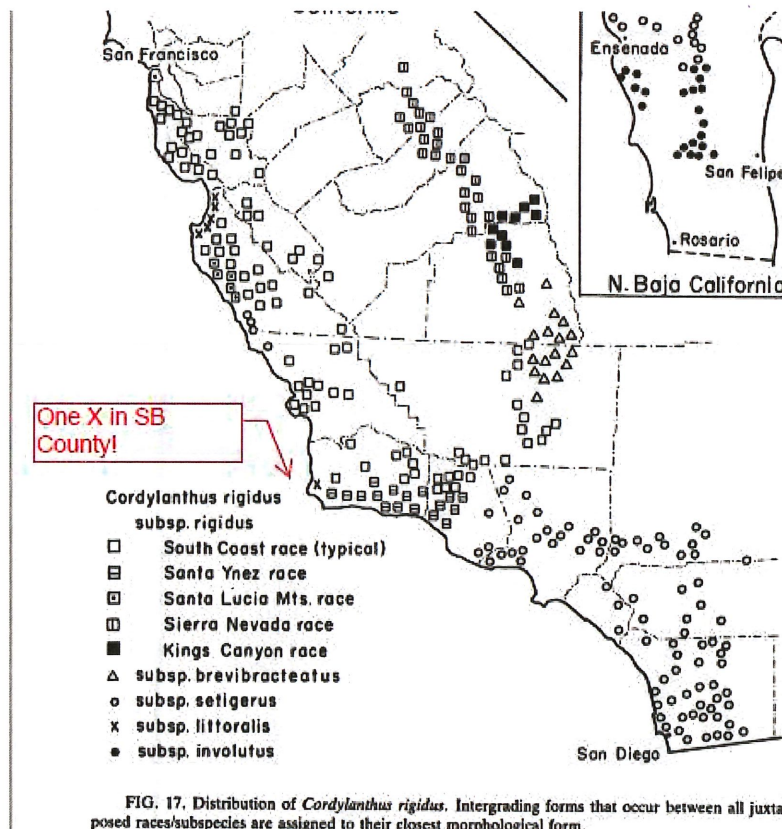 California
San Francisco
Ensenada
San Felipe
Rosario
N. Baja California
One X in SB
County!
Cordylanthus rigidus
subsp. rigidus
South Coast race (typical)
Santa Ynez race
Santa Lucia Mts. race
Sierra Nevada race
Kings Canyon race
subsp. brevibracteatus
subsp. setigerus
subsp. littoralis
subsp. involutus
San Diego
FIG. 17. Distribution of Cordylanthus rigidus. Intergrading forms that occur between all juxta-
posed races/subspecies are assigned to their closest morphological form.